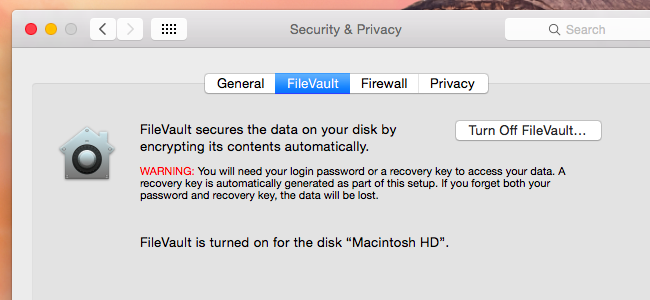 Security & Privacy
Search
General FileVault Firewall Privacy
FileVault secures the data on your disk by
encrypting its contents automatically.
Turn Off FileVault...
WARNING: You will need your login password or a recovery key to access your data. A
recovery key is automatically generated as part of this setup. If you forget both your
password and recovery key, the data will be lost.
FileVault is turned on for the disk “Macintosh HD”.